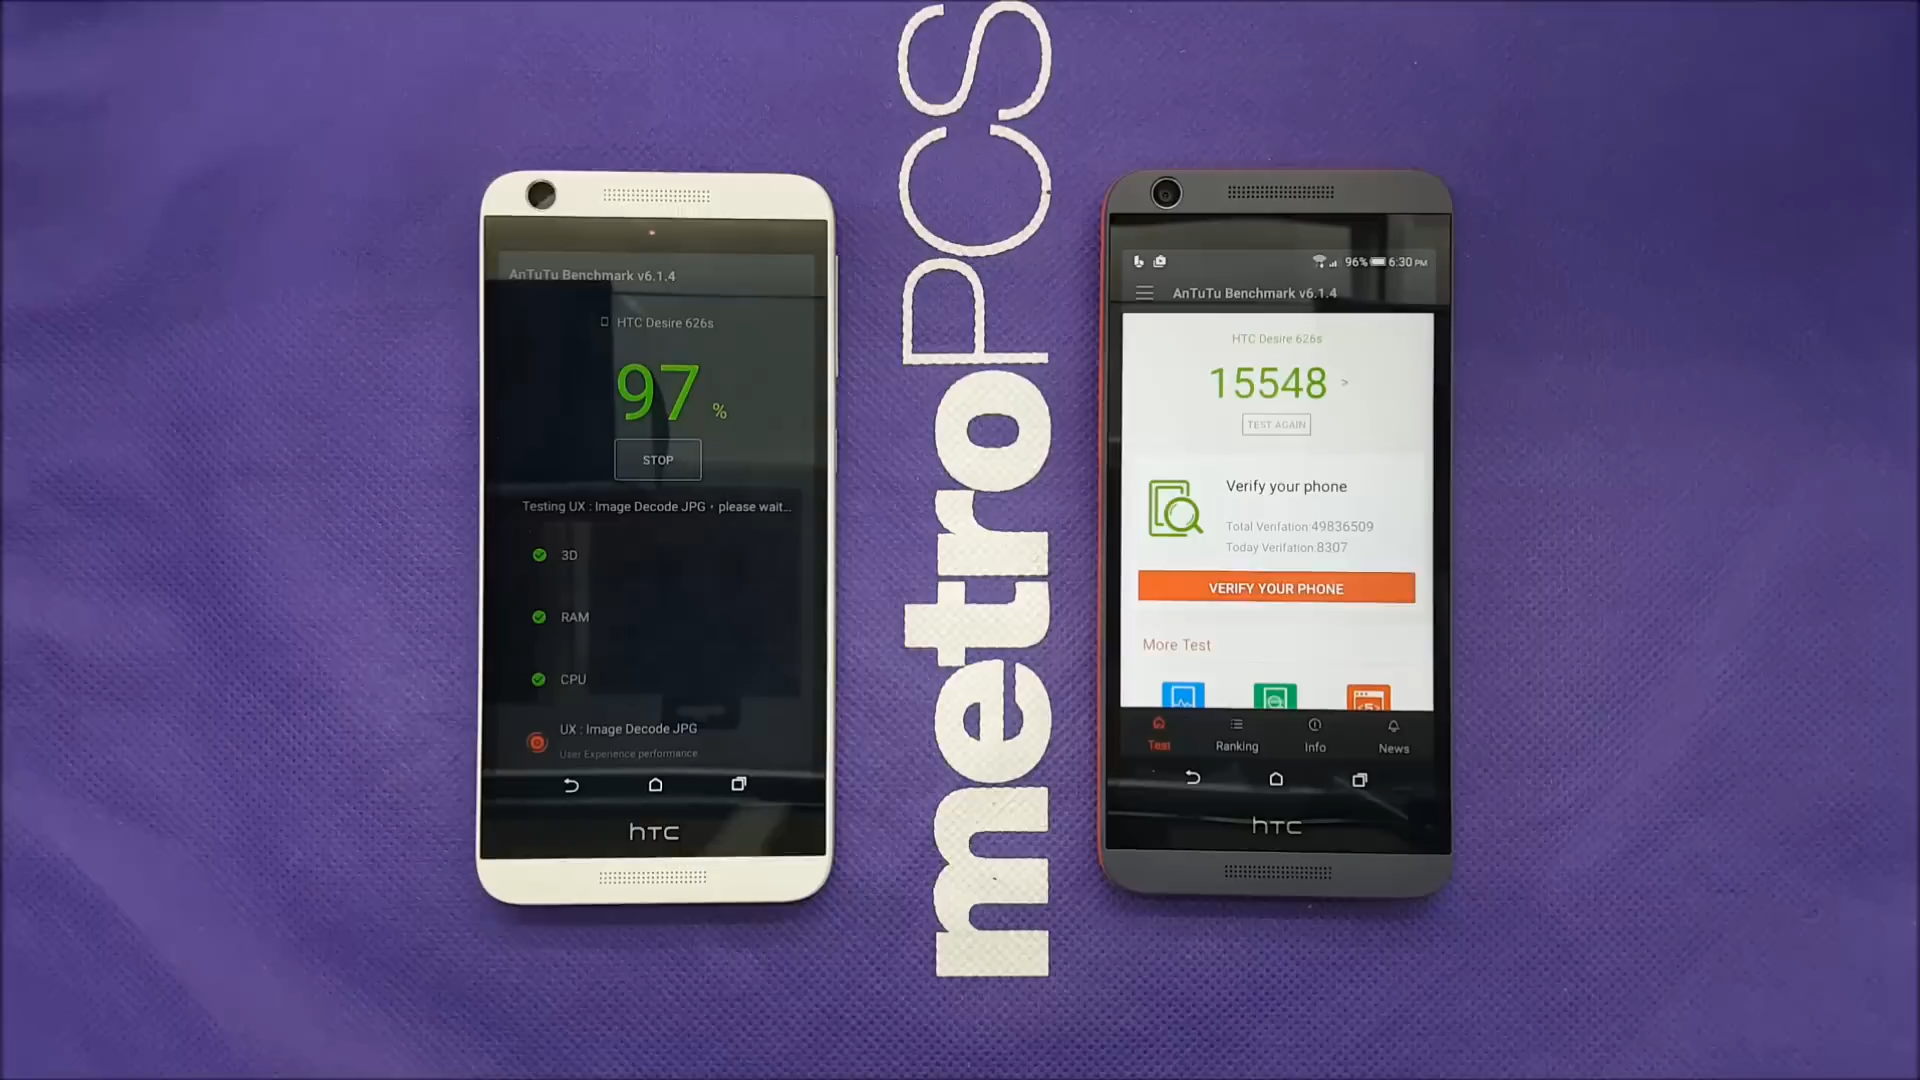 AnTuTu Benchmark v6.1.4
HTC Desire 626s
97 %
STOP
Testing UX : Image Decode JPG , please wait...
3D
RAM
CPU
UX : Image Decode JPG
User Experience performance
hTC
metroPCS
96% 6:30 PM
AnTuTu Benchmark v6.1.4
HTC Desire 626s
15548 >
TEST AGAIN
Verify your phone
Total Verifation:49836509
Today Verifation:8307
VERIFY YOUR PHONE
More Test
Test Ranking Info News
hTC